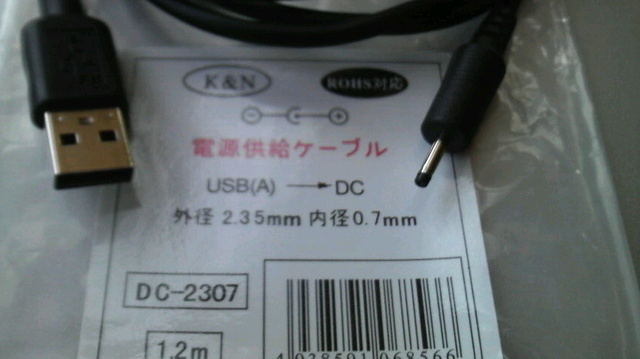 K&N
ROHS対応
電源供給ケーブル
USB(A) → DC
外径 2.35mm 内径 0.7mm
DC-2307
1.2m